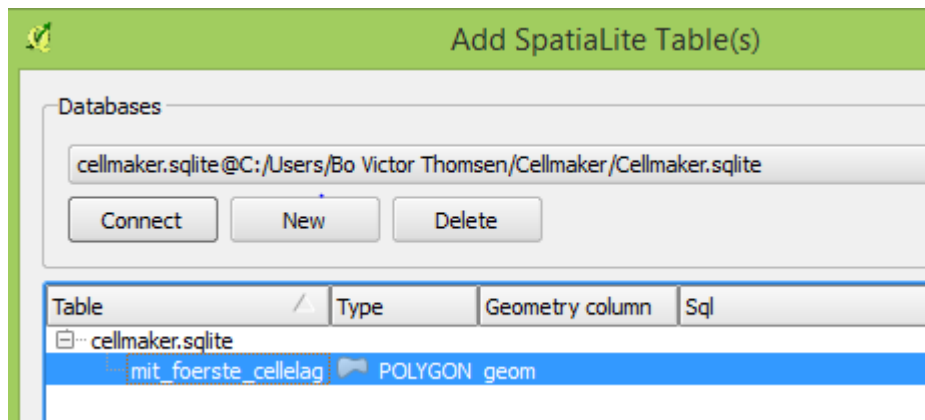 Add SpatiaLite Table(s)
Databases
cellmaker.sqlite@C:/Users/Bo Victor Thomsen/Cellmaker/Cellmaker.sqlite
Connect New Delete
Table Type Geometry column Sql
cellmaker.sqlite
mit_foerste_cellelag POLYGON geom